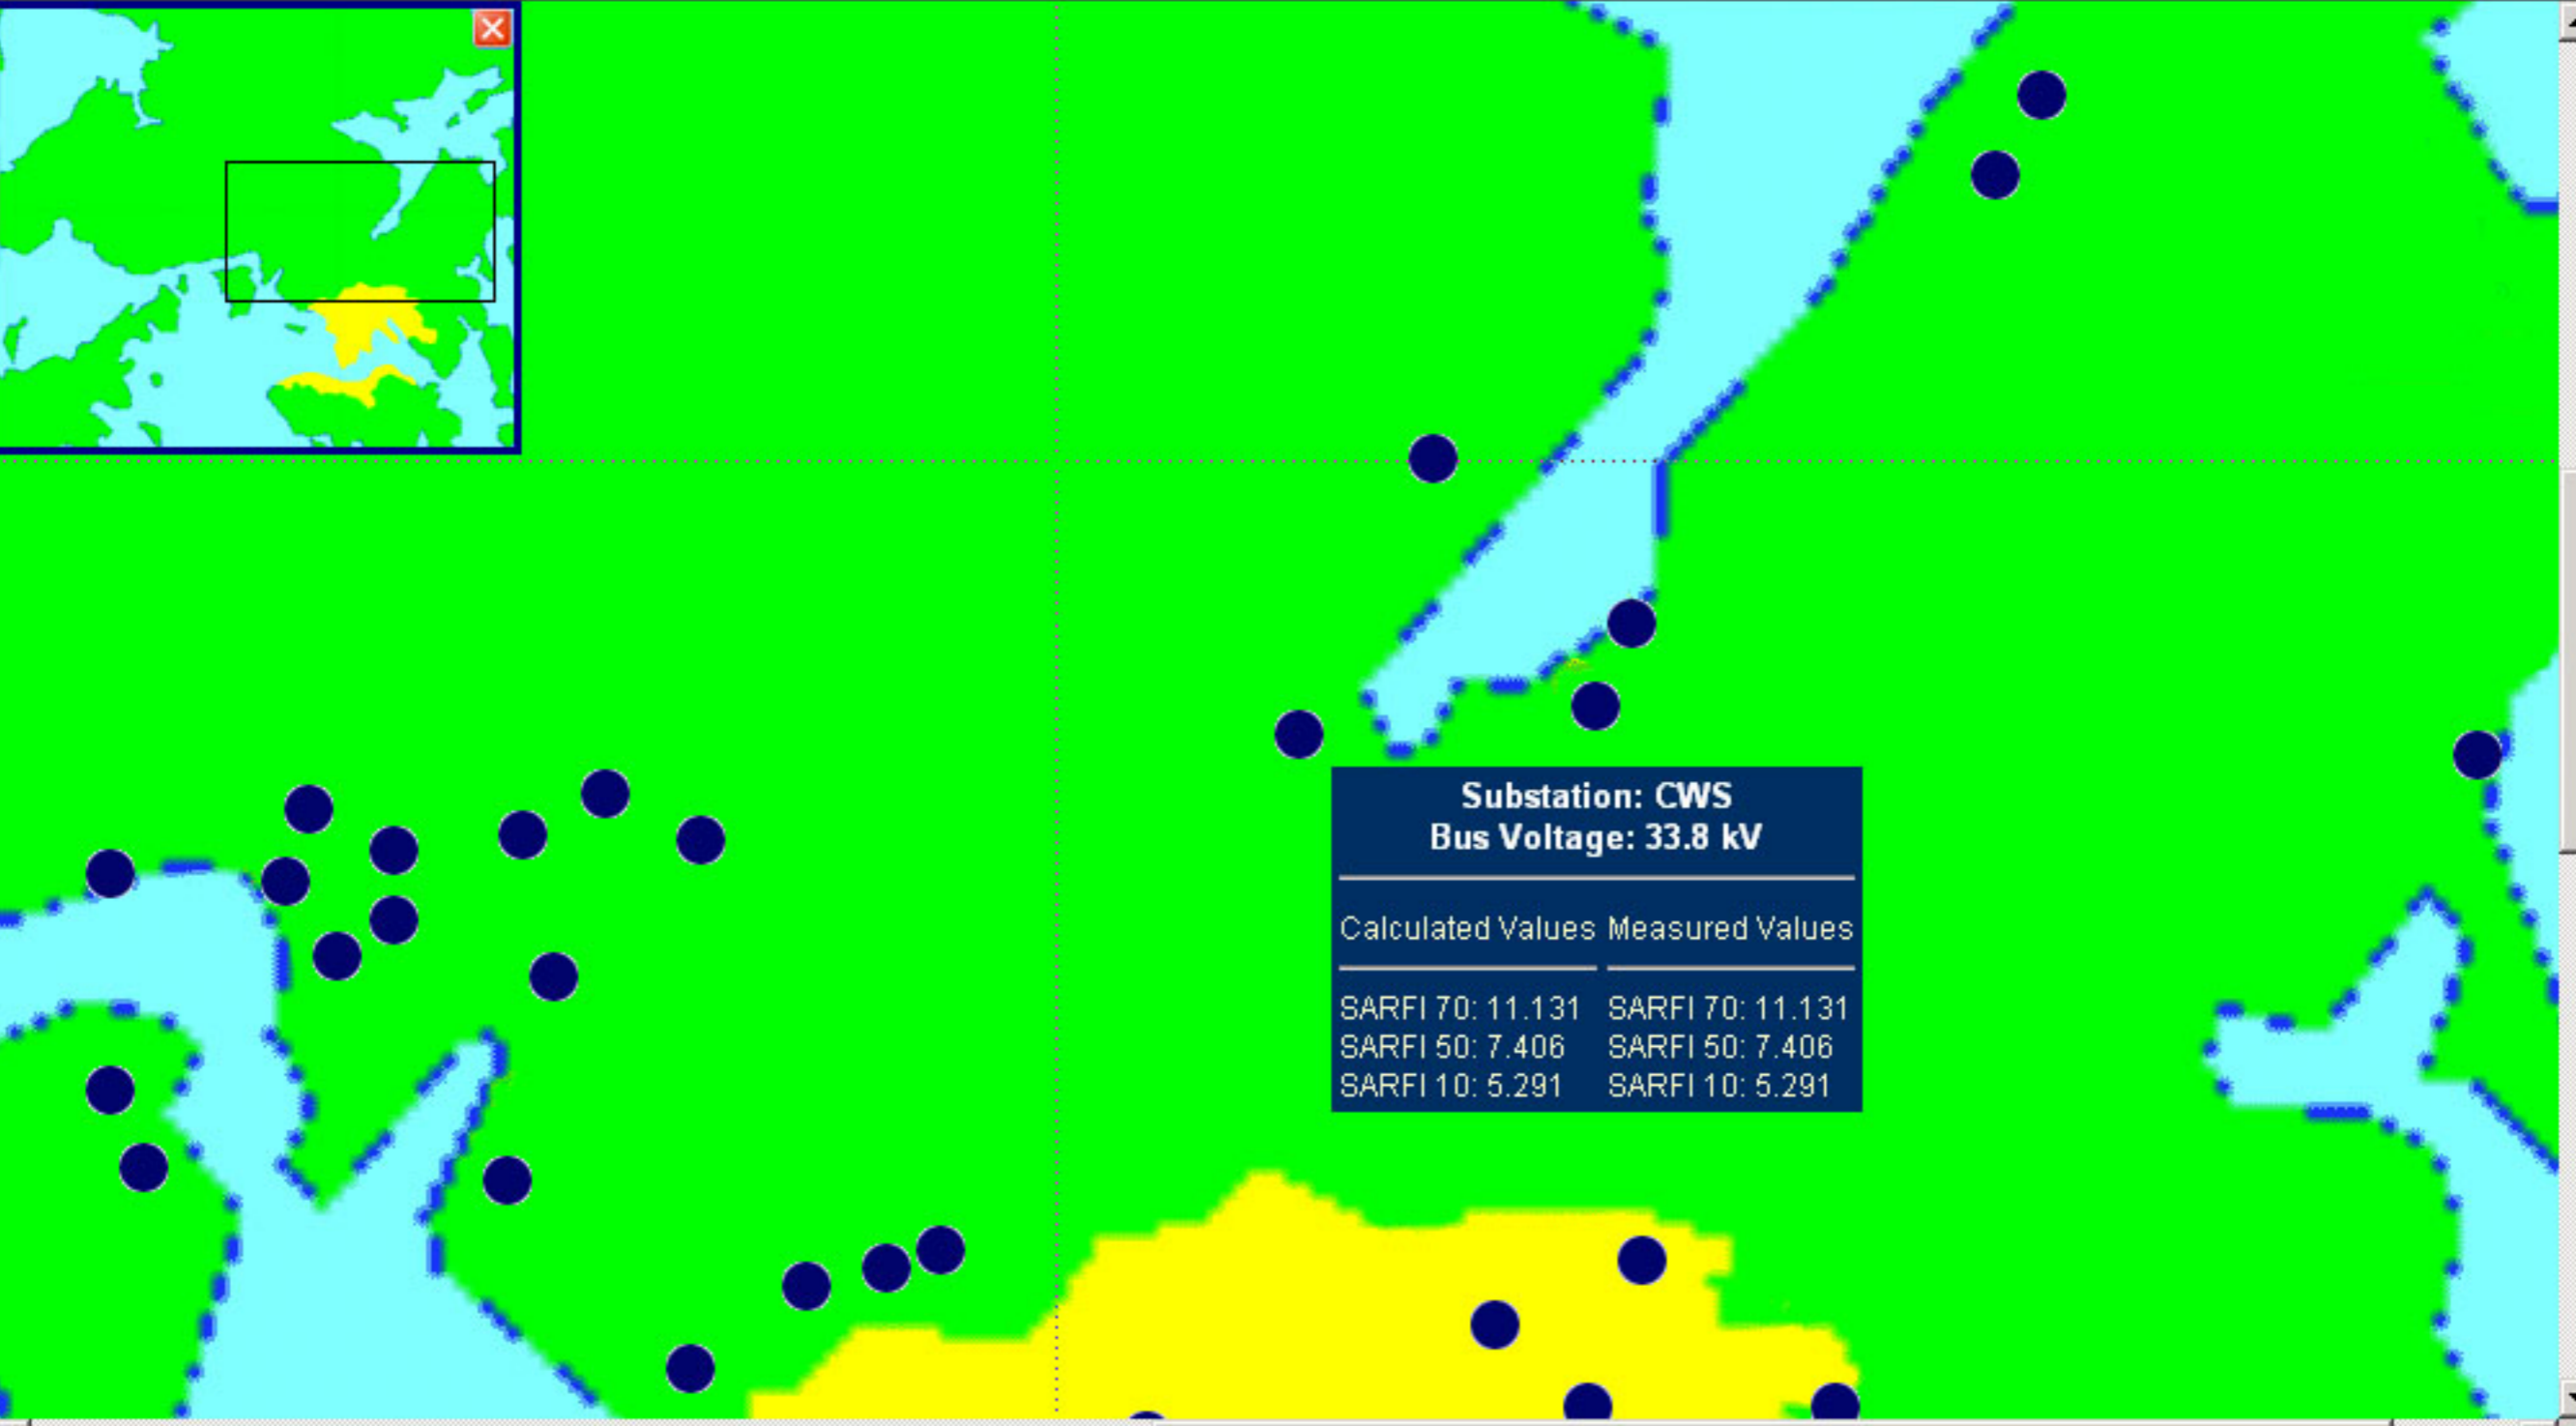 Substation: CWS
Bus Voltage: 33.8 kV
Calculated Values Measured Values
SARFI 70: 11.131 SARFI 70: 11.131
SARFI 50: 7.406 SARFI 50: 7.406
SARFI 10: 5.291 SARFI 10: 5.291